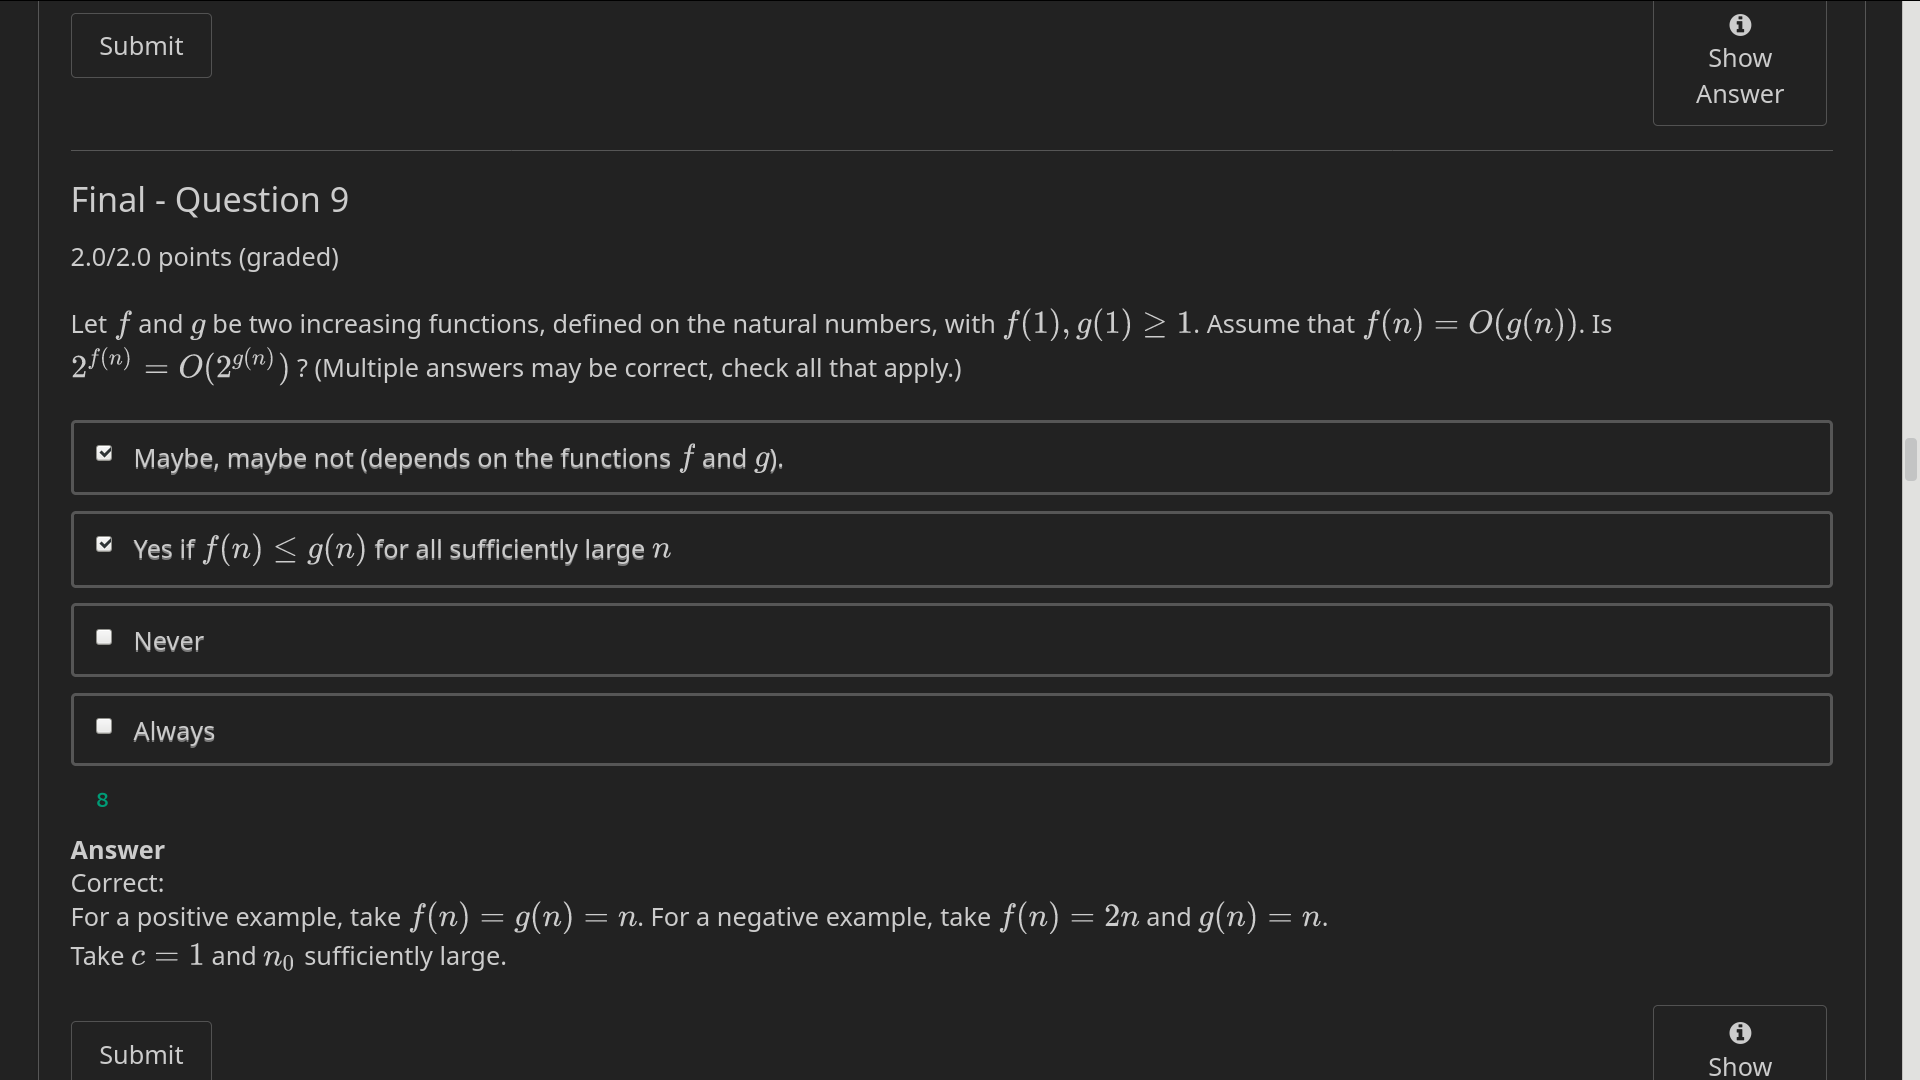 Submit
Show
Answer
Final - Question 9
2.0/2.0 points (graded)
Let f and g be two increasing functions, defined on the natural numbers, with f(1), g(1) ≥ 1. Assume that f(n) = O(g(n)). Is
2^{f(n)} = O(2^{g(n)}) ? (Multiple answers may be correct, check all that apply.)
Maybe, maybe not (depends on the functions f and g).
Yes if f(n) ≤ g(n) for all sufficiently large n
Never
Always
8
Answer
Correct:
For a positive example, take f(n) = g(n) = n. For a negative example, take f(n) = 2n and g(n) = n.
Take c = 1 and n₀ sufficiently large.
Submit
Show